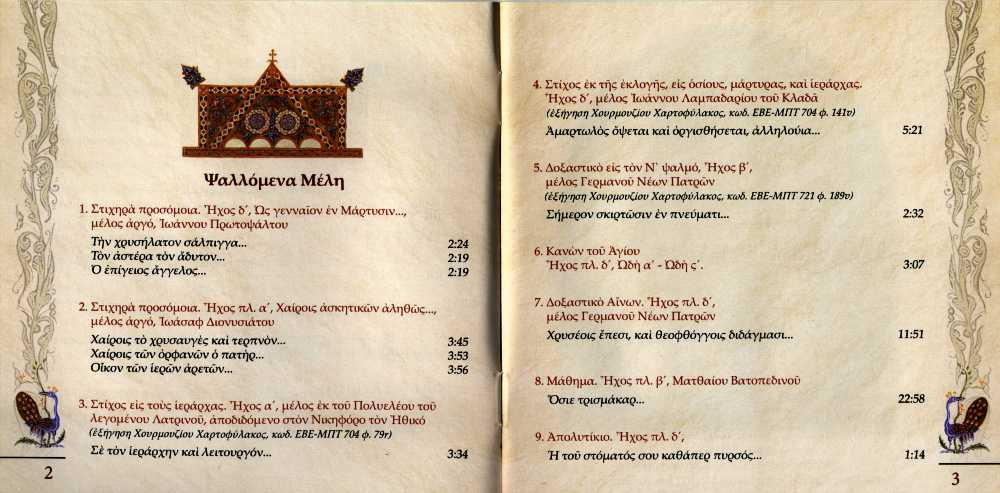 Ψαλλόμενα Μέλη
1. Στιχηρὰ προσόμοια. Ἦχος δ΄, Ὡς γενναῖον ἐν Μάρτυσιν...,
μέλος ἀργό, Ἰωάννου Πρωτοψάλτου
Τὴν χρυσήλατον σάλπιγγα... 2:24
Τὸν ἀστέρα τὸν ἄδυτον... 2:19
Ὁ ἐπίγειος ἄγγελος... 2:19
2. Στιχηρὰ προσόμοια. Ἦχος πλ. α΄, Χαίροις ἀσκητικῶν ἀληθῶς...,
μέλος ἀργό, Ἰωάσαφ Διονυσιάτου
Χαίροις τὸ χρυσαυγὲς καὶ τερπνόν... 3:45
Χαίροις τῶν ὀρφανῶν ὁ πατὴρ... 3:53
Οἶκον τῶν ἱερῶν ἀρετῶν... 3:56
3. Στίχος εἰς τοὺς ἱεράρχας. Ἦχος α΄, μέλος ἐκ τοῦ Πολυελέου τοῦ
λεγομένου Λατρινοῦ, ἀποδιδόμενο στὸν Νικηφόρο τὸν Ἠθικό
(ἐξήγηση Χουρμουζίου Χαρτοφύλακος, κωδ. ΕΒΕ-ΜΠΤ 704 φ. 79r)
Σὲ τὸν ἱεράρχην καὶ λειτουργόν... 3:34
2
4. Στίχος ἐκ τῆς ἐκλογῆς, εἰς ὁσίους, μάρτυρας, καὶ ἱεράρχας.
Ἦχος δ΄, μέλος Ἰωάννου Λαμπαδαρίου τοῦ Κλαδᾶ
(ἐξήγηση Χουρμουζίου Χαρτοφύλακος, κωδ. ΕΒΕ-ΜΠΤ 704 φ. 141v)
Ἁμαρτωλὸς ὄψεται καὶ ὀργισθήσεται, ἀλληλούια... 5:21
5. Δοξαστικὸ εἰς τὸν Ν΄ ψαλμό, Ἦχος β΄,
μέλος Γερμανοῦ Νέων Πατρῶν
(ἐξήγηση Χουρμουζίου Χαρτοφύλακος, κωδ. ΕΒΕ-ΜΠΤ 721 φ. 189v)
Σήμερον σκιρτῶσιν ἐν πνεύματι... 2:32
6. Κανὼν τοῦ Ἁγίου
Ἦχος πλ. δ΄, ᾨδὴ α΄ - ᾨδὴ ς΄. 3:07
7. Δοξαστικὸ Αἴνων. Ἦχος πλ. δ΄,
μέλος Γερμανοῦ Νέων Πατρῶν
Χρυσέοις ἔπεσι, καὶ θεοφθόγγοις διδάγμασι... 11:51
8. Μάθημα. Ἦχος πλ. β΄, Ματθαίου Βατοπεδινοῦ
Ὅσιε τρισμάκαρ... 22:58
9. Ἀπολυτίκιο. Ἦχος πλ. δ΄,
Ἡ τοῦ στόματός σου καθάπερ πυρσός... 1:14
3